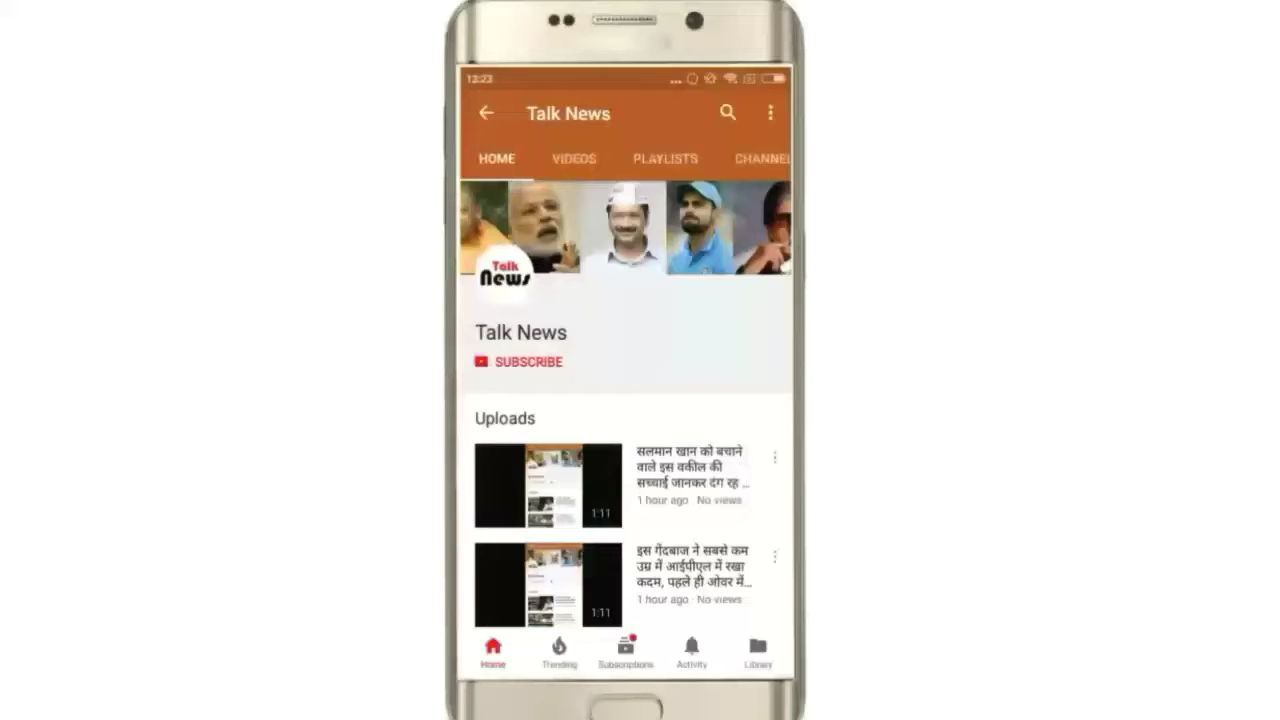 12:23
Talk News
HOME VIDEOS PLAYLISTS CHANNEL
Talk
News
Talk News
SUBSCRIBE
Uploads
सलमान खान को बचाने
वाले इस वकील की
सच्चाई जानकर दंग रह ...
1 hour ago · No views
1:11
इस गेंदबाज ने सबसे कम
उम्र में आईपीएल में रखा
कदम, पहले ही ओवर में...
1 hour ago · No views
1:11
Home Trending Subscriptions Activity Library